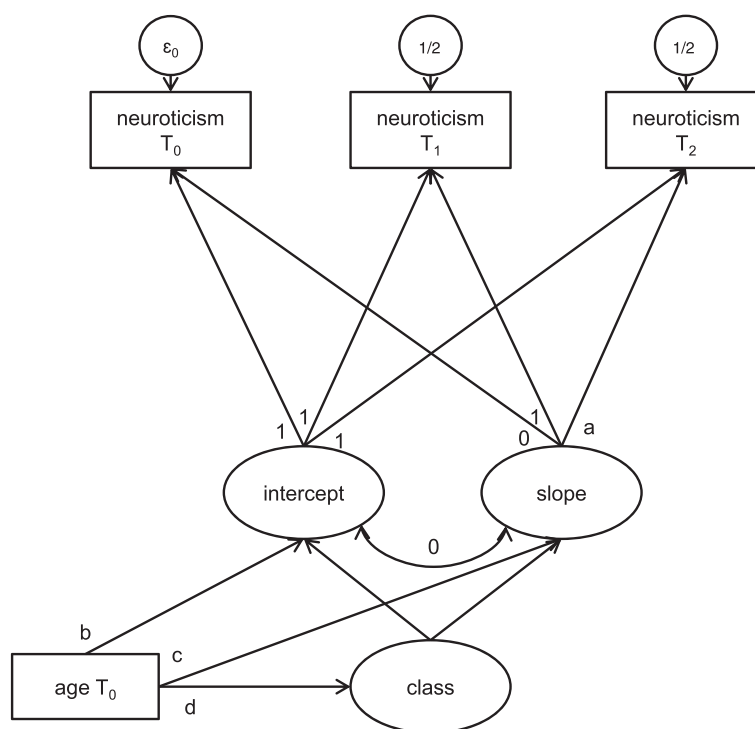 ε₀
1/2
1/2
neuroticism
T₀
neuroticism
T₁
neuroticism
T₂
1
1
1
0
1
a
intercept
slope
0
b
c
age T₀
d
class